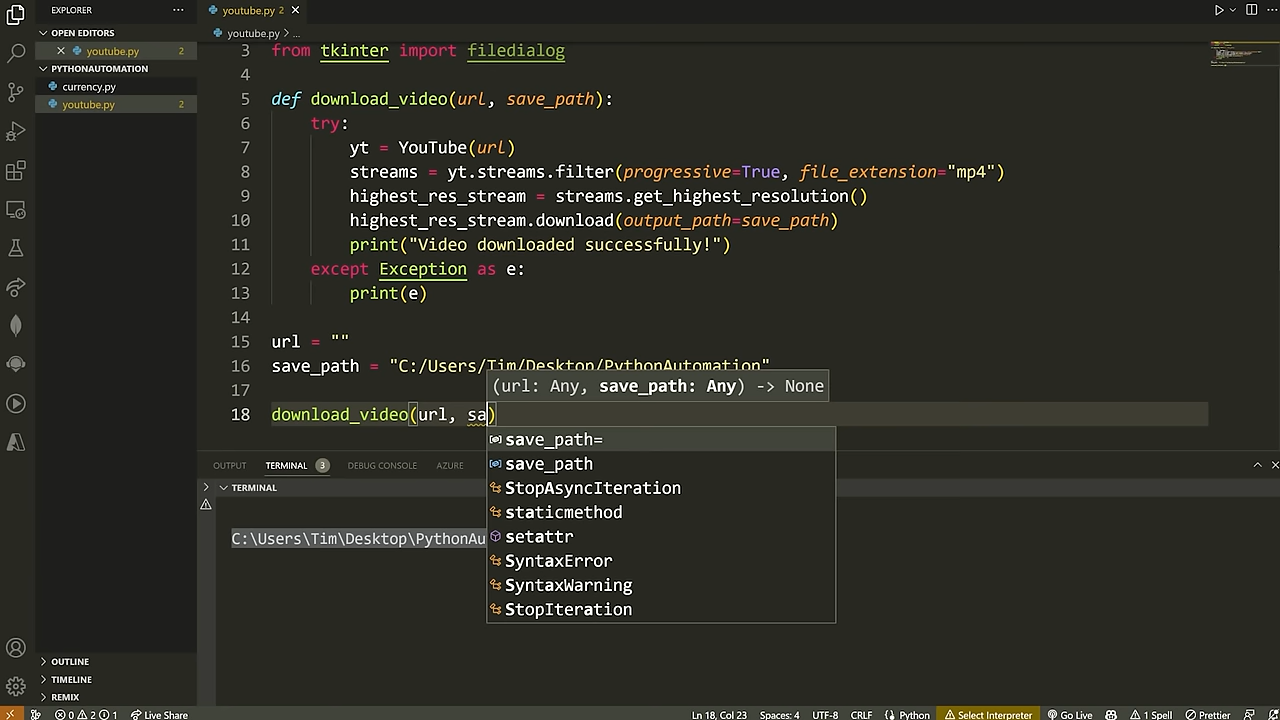 EXPLORER
···
youtube.py 2
OPEN EDITORS
youtube.py 2
youtube.py > ...
PYTHONAUTOMATION
currency.py
youtube.py 2
3 from tkinter import filedialog
4
5 def download_video(url, save_path):
6 try:
7 yt = YouTube(url)
8 streams = yt.streams.filter(progressive=True, file_extension="mp4")
9 highest_res_stream = streams.get_highest_resolution()
10 highest_res_stream.download(output_path=save_path)
11 print("Video downloaded successfully!")
12 except Exception as e:
13 print(e)
14
15 url = ""
16 save_path = "C:/Users/Tim/Desktop/PythonAutomation"
17
(url: Any, save_path: Any) -> None
18 download_video(url, sa)
save_path=
save_path
StopAsyncIteration
staticmethod
setattr
SyntaxError
SyntaxWarning
StopIteration
OUTPUT TERMINAL 3 DEBUG CONSOLE AZURE
TERMINAL
C:\Users\Tim\Desktop\PythonAu
OUTLINE
TIMELINE
REMIX
0 2 1 Live Share Ln 18, Col 23 Spaces: 4 UTF-8 CRLF Python Select Interpreter Go Live 1 Spell Prettier